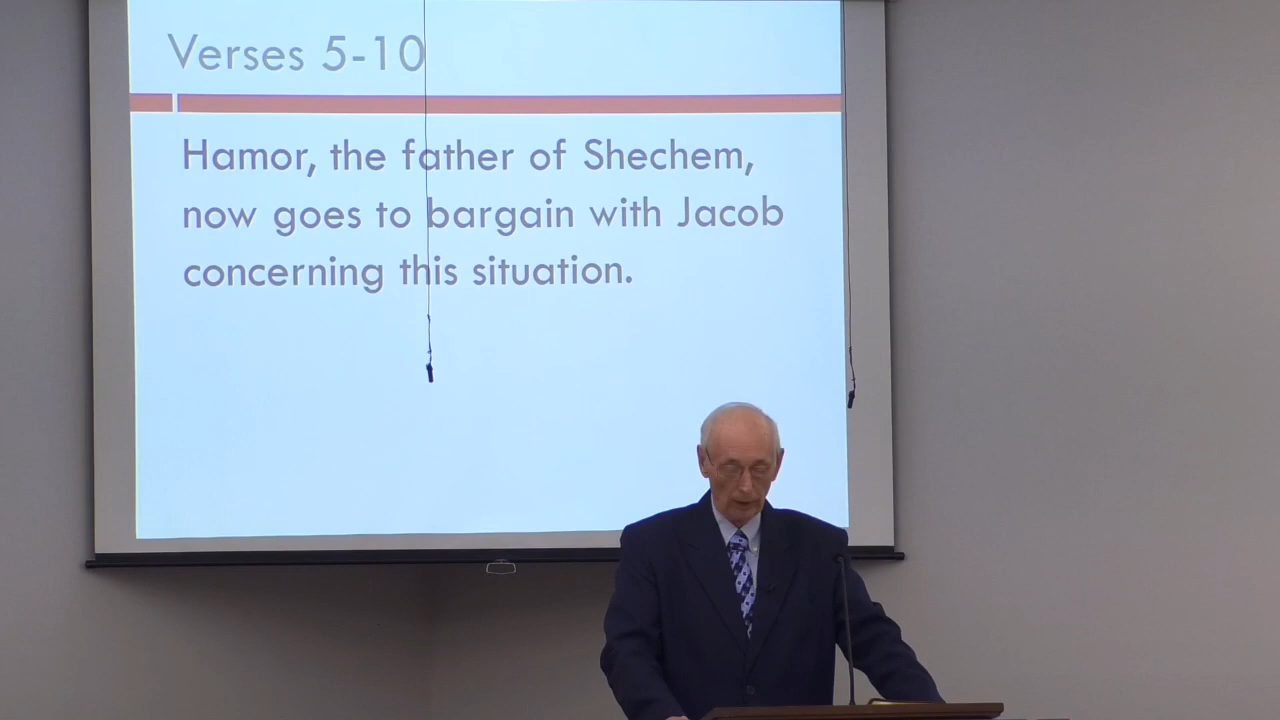 Verses 5-10
Hamor, the father of Shechem,
now goes to bargain with Jacob
concerning this situation.